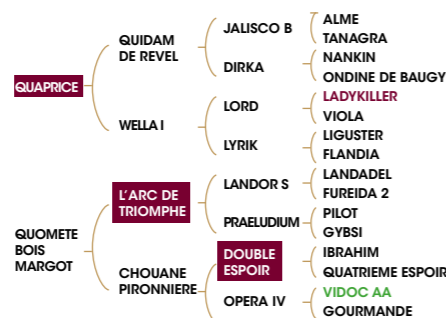 ALME
JALISCO B
TANAGRA
QUIDAM
DE REVEL
NANKIN
DIRKA
ONDINE DE BAUGY
QUAPRICE
LADYKILLER
LORD
VIOLA
WELLA I
LIGUSTER
LYRIK
FLANDIA
LANDADEL
LANDOR S
FUREIDA 2
L'ARC DE
TRIOMPHE
PILOT
PRAELUDIUM
GYBSI
QUOMETE
BOIS
MARGOT
IBRAHIM
DOUBLE
ESPOIR
QUATRIEME ESPOIR
CHOUANE
PIRONNIERE
VIDOC AA
OPERA IV
GOURMANDE